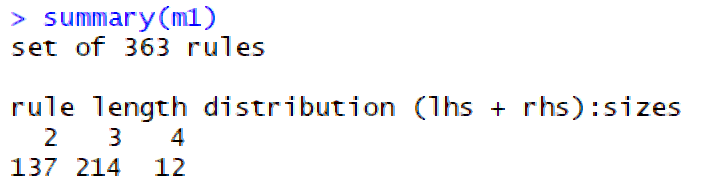 > summary(m1)
set of 363 rules
rule length distribution (lhs + rhs):sizes
2 3 4
137 214 12